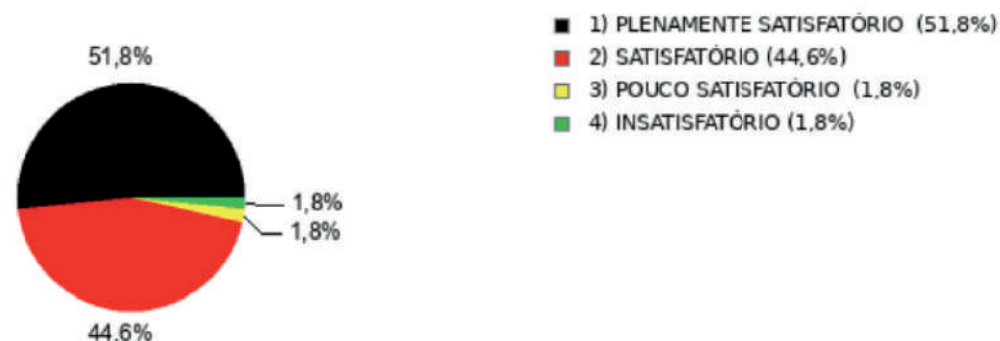 51,8%
1,8%
1,8%
44,6%
1) PLENAMENTE SATISFATÓRIO (51,8%)
2) SATISFATÓRIO (44,6%)
3) POUCO SATISFATÓRIO (1,8%)
4) INSATISFATÓRIO (1,8%)